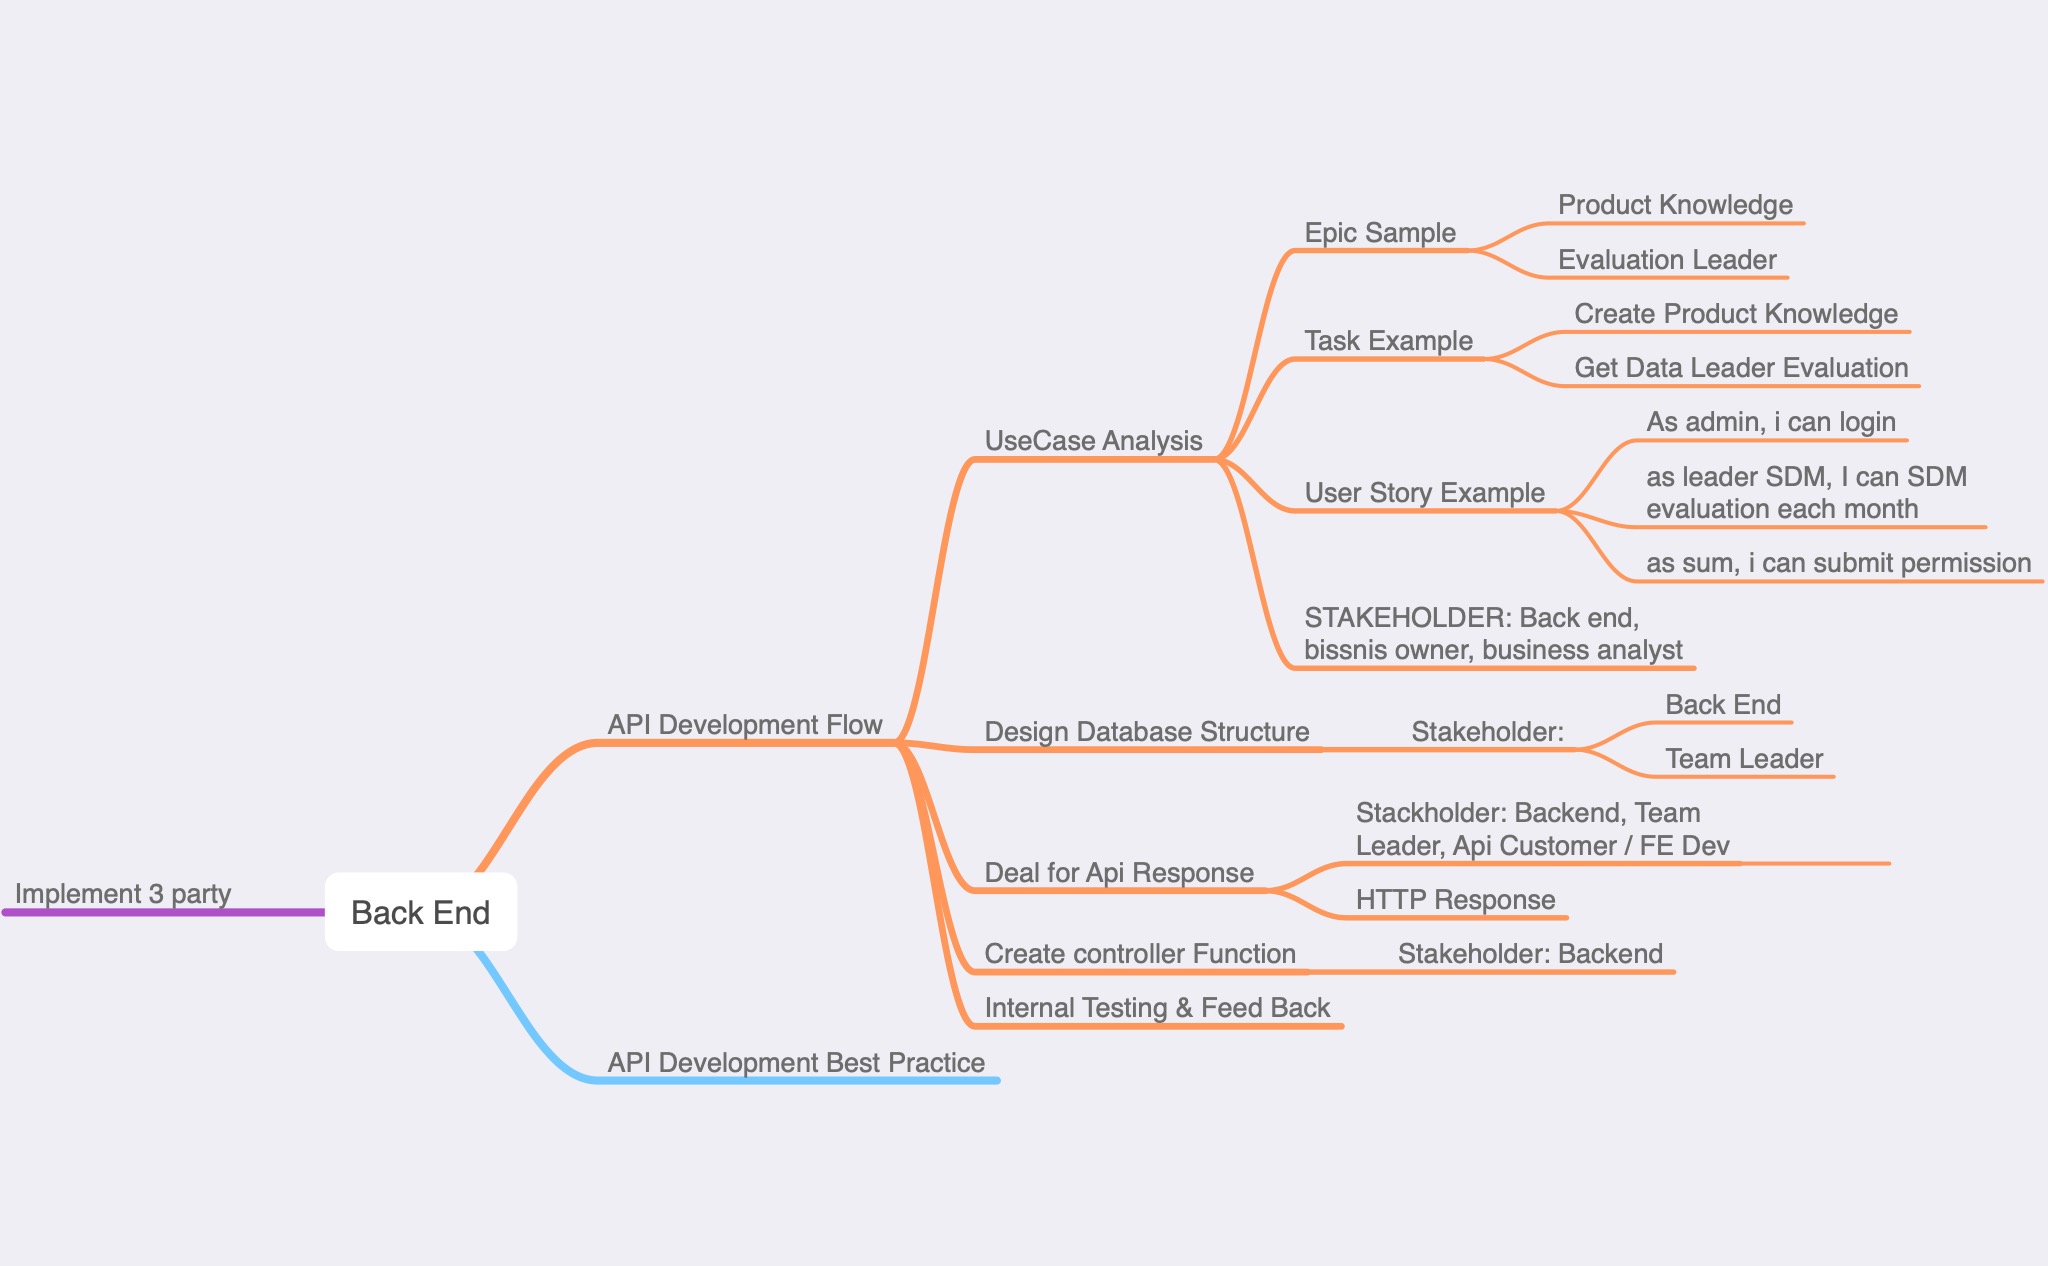 Product Knowledge
Epic Sample
Evaluation Leader
Create Product Knowledge
Task Example
Get Data Leader Evaluation
As admin, i can login
UseCase Analysis
as leader SDM, I can SDM
evaluation each month
User Story Example
as sum, i can submit permission
STAKEHOLDER: Back end,
bissnis owner, business analyst
Back End
API Development Flow
Design Database Structure
Stakeholder:
Team Leader
Stackholder: Backend, Team
Leader, Api Customer / FE Dev
Deal for Api Response
HTTP Response
Implement 3 party
Back End
Create controller Function
Stakeholder: Backend
Internal Testing & Feed Back
API Development Best Practice